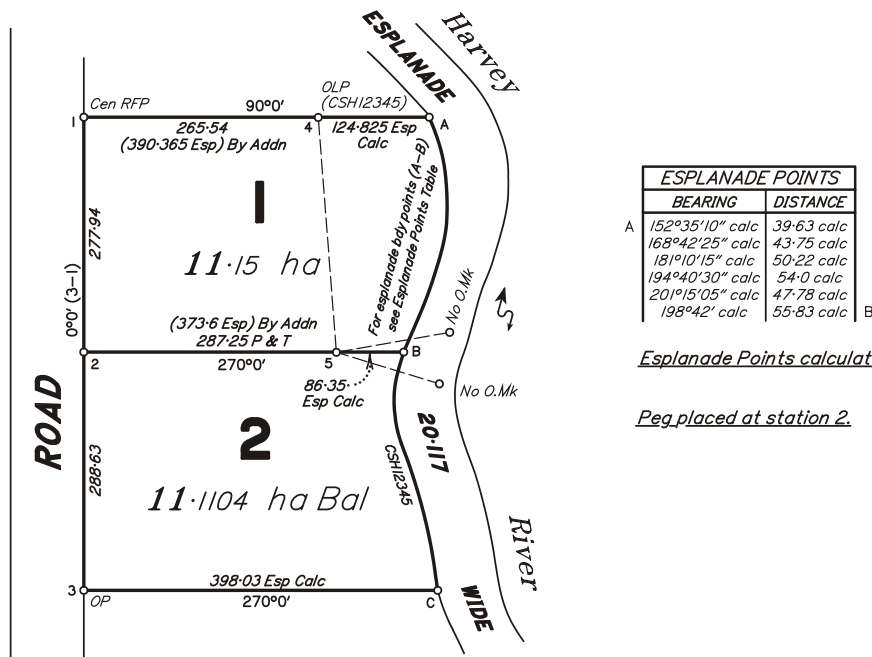 Harvey
ESPLANADE
OLP
(CSH12345)
Cen RFP
90°0'
1
4
A
265·54
124·825 Esp
(390·365 Esp) By Addn
Calc
For esplanade bdy points (A-B)
see Esplanade Points Table
1
277·94
11·15 ha
0°0' (3-1)
No O.Mk
(373·6 Esp) By Addn
287·25 P & T
B
2
270°0'
5
86·35
Esp Calc
No O.Mk
ROAD
2
20·117
288·63
CSH12345
11·1104 ha Bal
River
398·03 Esp Calc
3
OP
270°0'
C
WIDE
ESPLANADE POINTS
BEARING DISTANCE
A 152°35'10" calc 39·63 calc
168°42'25" calc 43·75 calc
181°10'15" calc 50·22 calc
194°40'30" calc 54·0 calc
201°15'05" calc 47·78 calc
198°42' calc 55·83 calc B
Esplanade Points calculat
Peg placed at station 2.